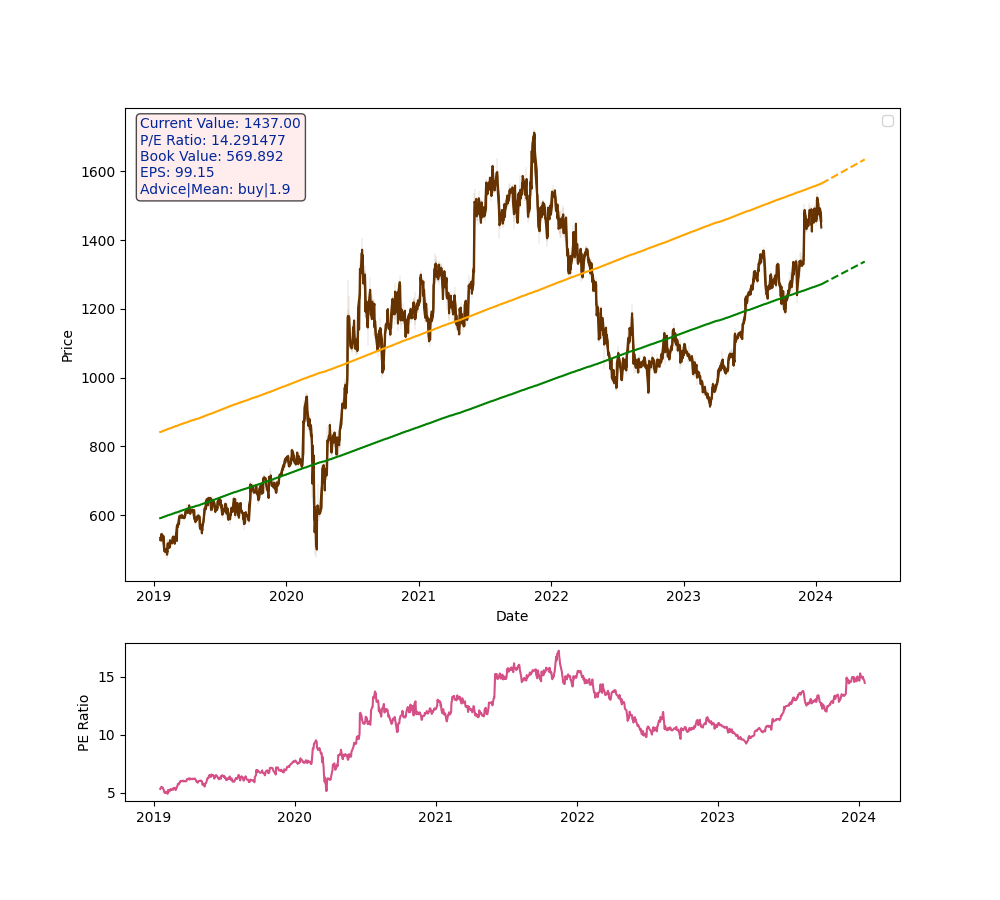 Current Value: 1437.00
P/E Ratio: 14.291477
Book Value: 569.892
EPS: 99.15
Advice|Mean: buy|1.9
1600
1400
1200
1000
800
600
Price
2019 2020 2021 2022 2023 2024
Date
15
10
5
PE Ratio
2019 2020 2021 2022 2023 2024